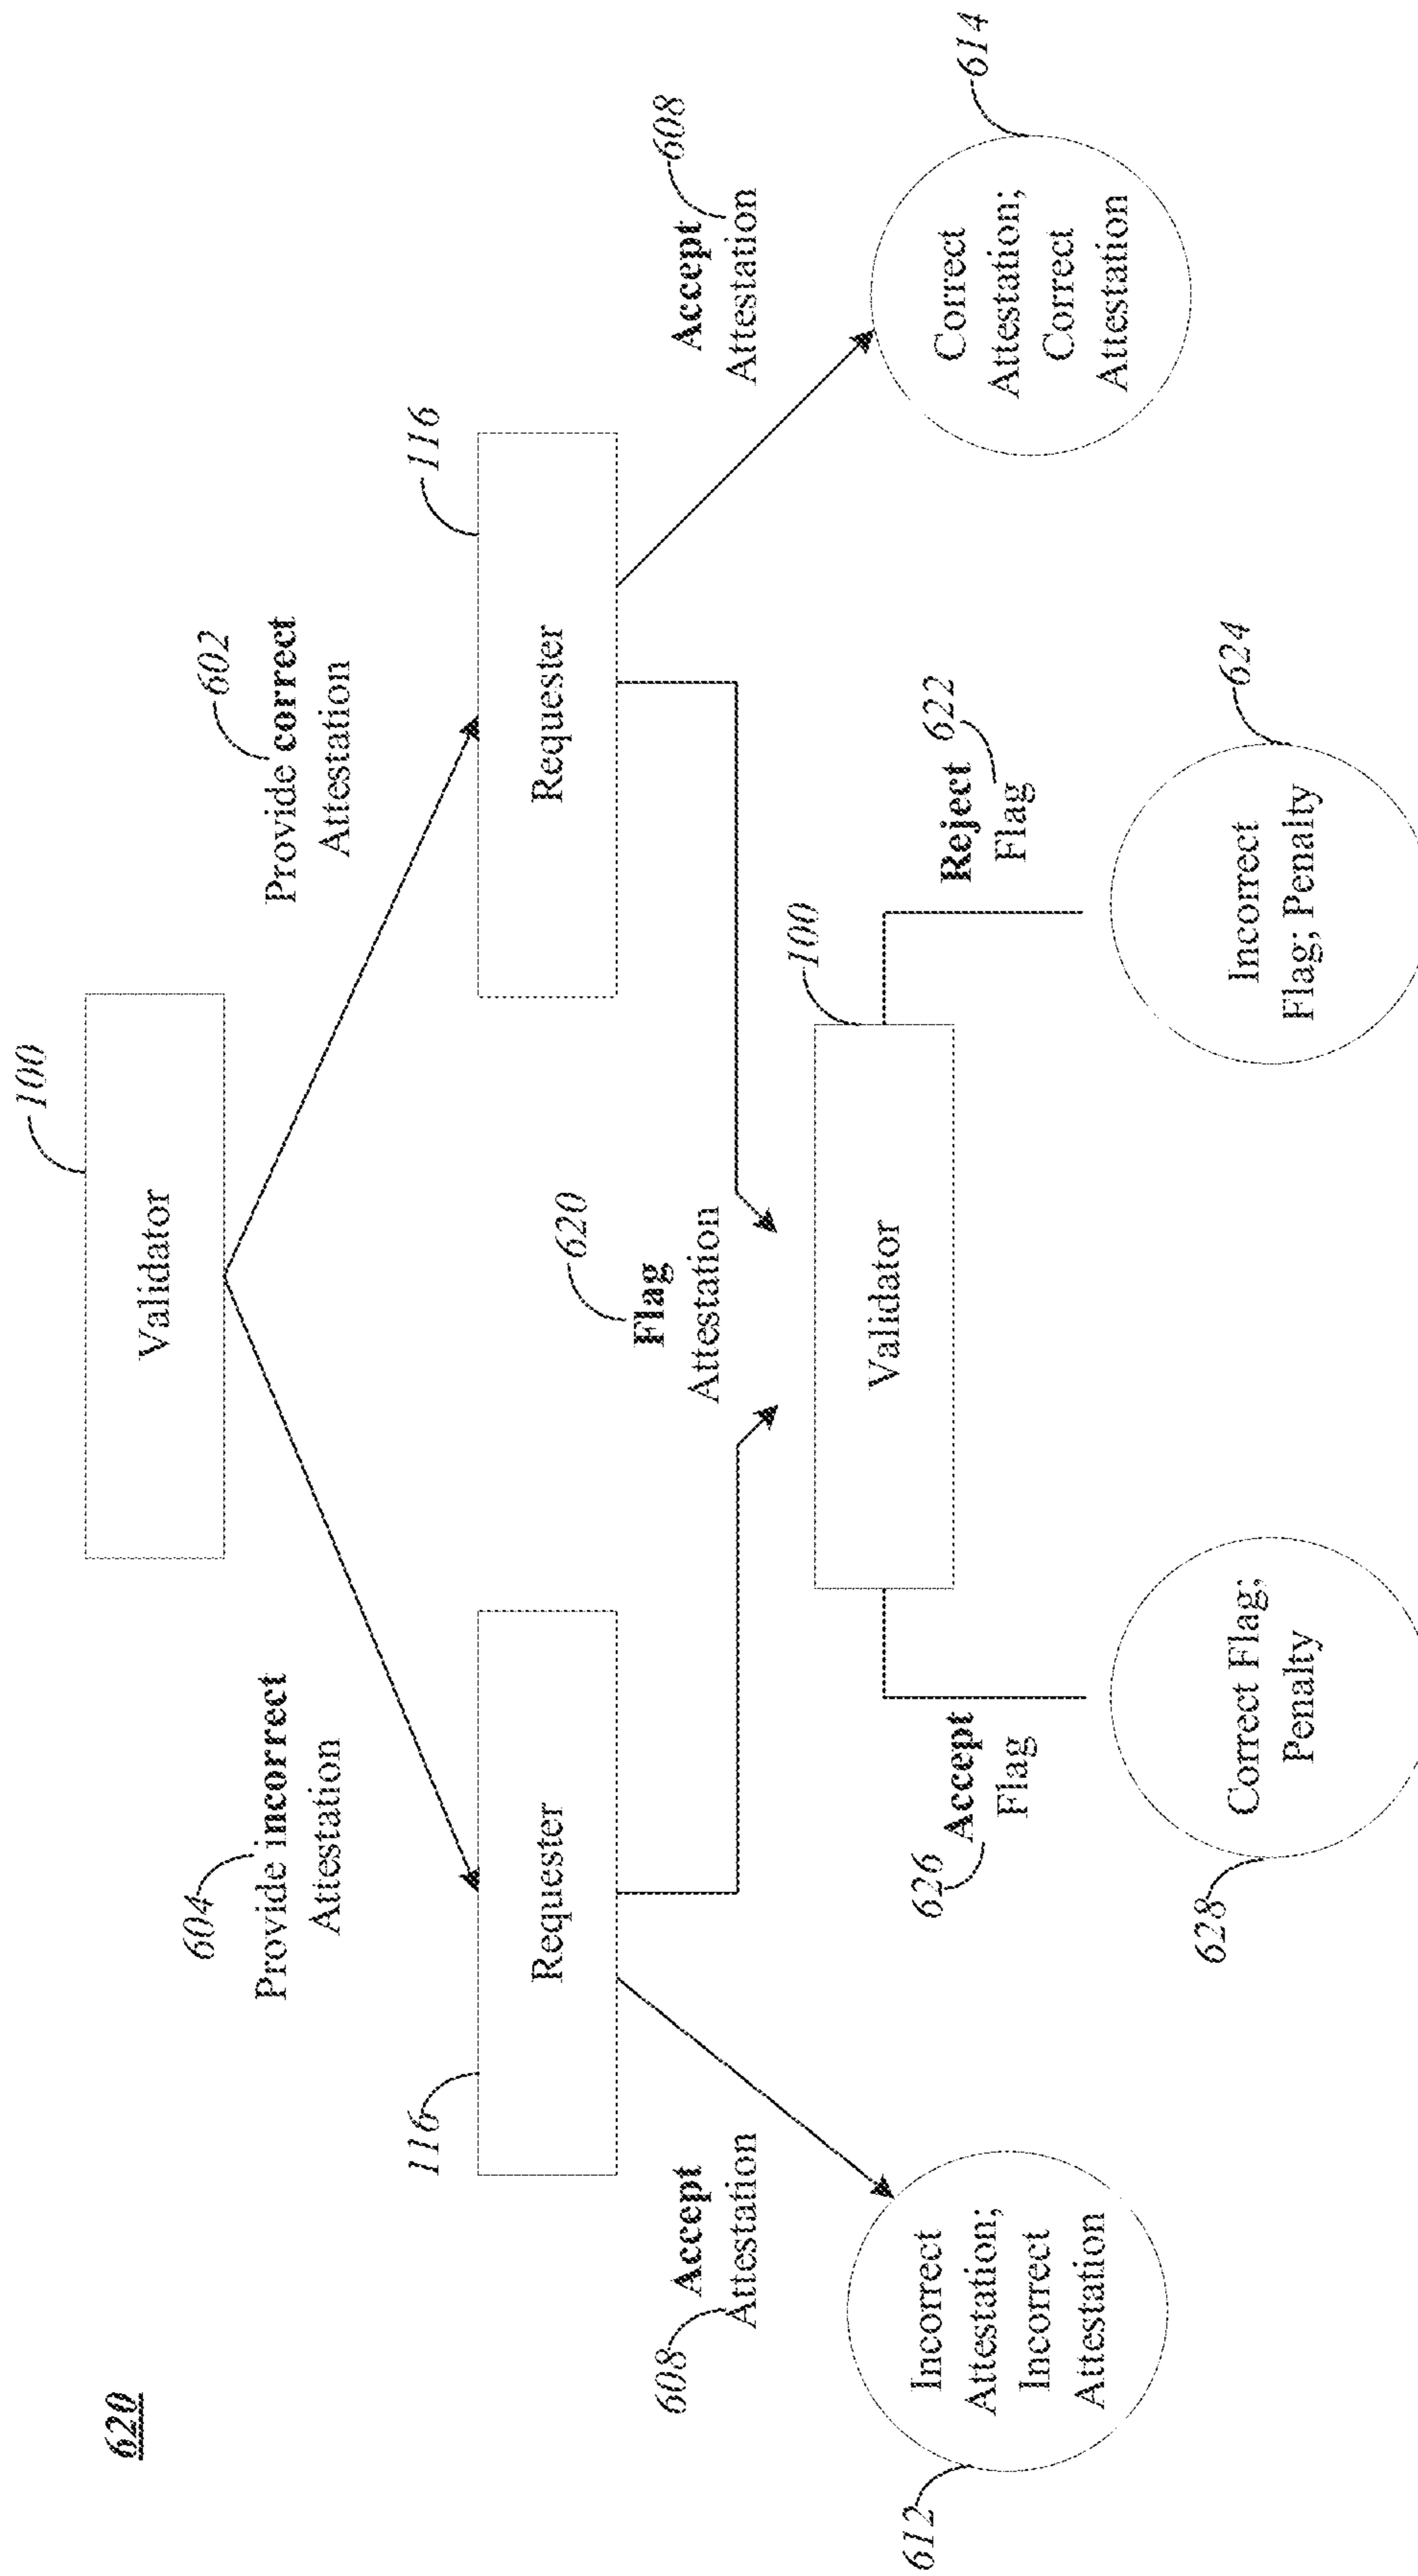 620
100
Validator
604
Provide incorrect
Attestation
602
Provide correct
Attestation
116
Requester
116
Requester
608
Accept
Attestation
620
Flag
Attestation
Accept
608
Attestation
100
Validator
612
Incorrect
Attestation;
Incorrect
Attestation
626
Accept
Flag
Reject 622
Flag
614
Correct
Attestation;
Correct
Attestation
628
Correct Flag;
Penalty
624
Incorrect
Flag; Penalty